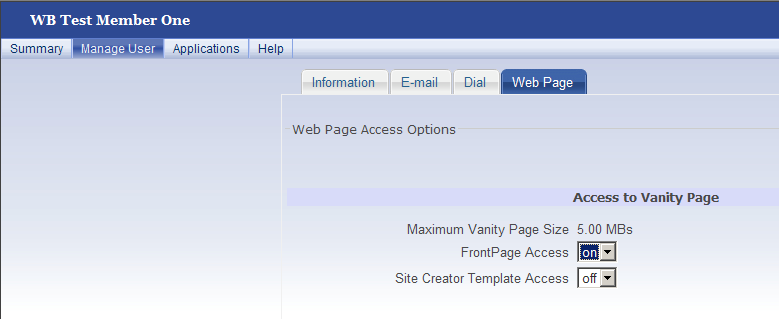 WB Test Member One
Summary Manage User Applications Help
Information E-mail Dial Web Page
Web Page Access Options
Access to Vanity Page
Maximum Vanity Page Size 5.00 MBs
FrontPage Access on
Site Creator Template Access off